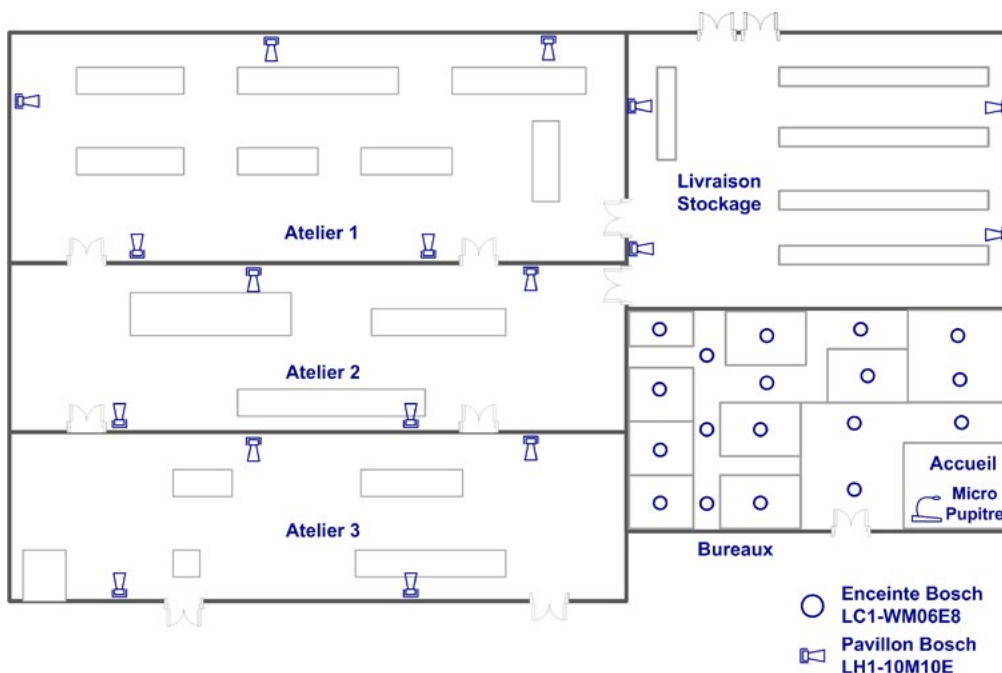 Livraison
Stockage
Atelier 1
Atelier 2
Atelier 3
Accueil
Micro
Pupitre
Bureaux
Enceinte Bosch
LC1-WM06E8
Pavillon Bosch
LH1-10M10E